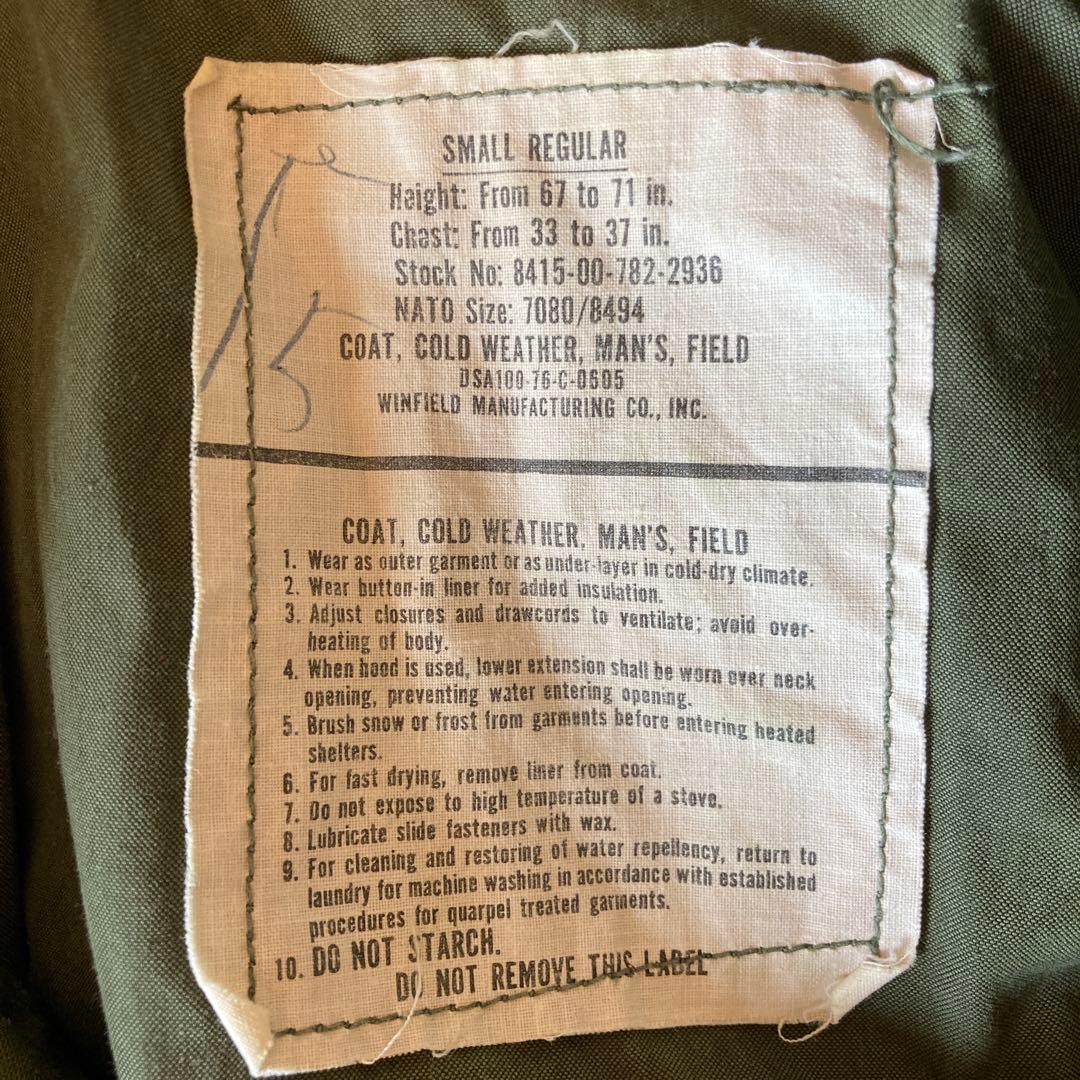 SMALL REGULAR
Height: From 67 to 71 in.
Chest: From 33 to 37 in.
Stock No: 8415-00-782-2936
NATO Size: 7080/8494
COAT, COLD WEATHER, MAN'S, FIELD
DSA100-76-C-0605
WINFIELD MANUFACTURING CO., INC.
COAT, COLD WEATHER, MAN'S, FIELD
1. Wear as outer garment or as under-layer in cold-dry climate.
2. Wear button-in liner for added insulation.
3. Adjust closures and drawcords to ventilate; avoid over-
heating of body.
4. When hood is used, lower extension shall be worn over neck
opening, preventing water entering opening.
5. Brush snow or frost from garments before entering heated
shelters.
6. For fast drying, remove liner from coat.
7. Do not expose to high temperature of a stove.
8. Lubricate slide fasteners with wax.
9. For cleaning and restoring of water repellency, return to
laundry for machine washing in accordance with established
procedures for quarpel treated garments.
10. DO NOT STARCH.
DO NOT REMOVE THIS LABEL